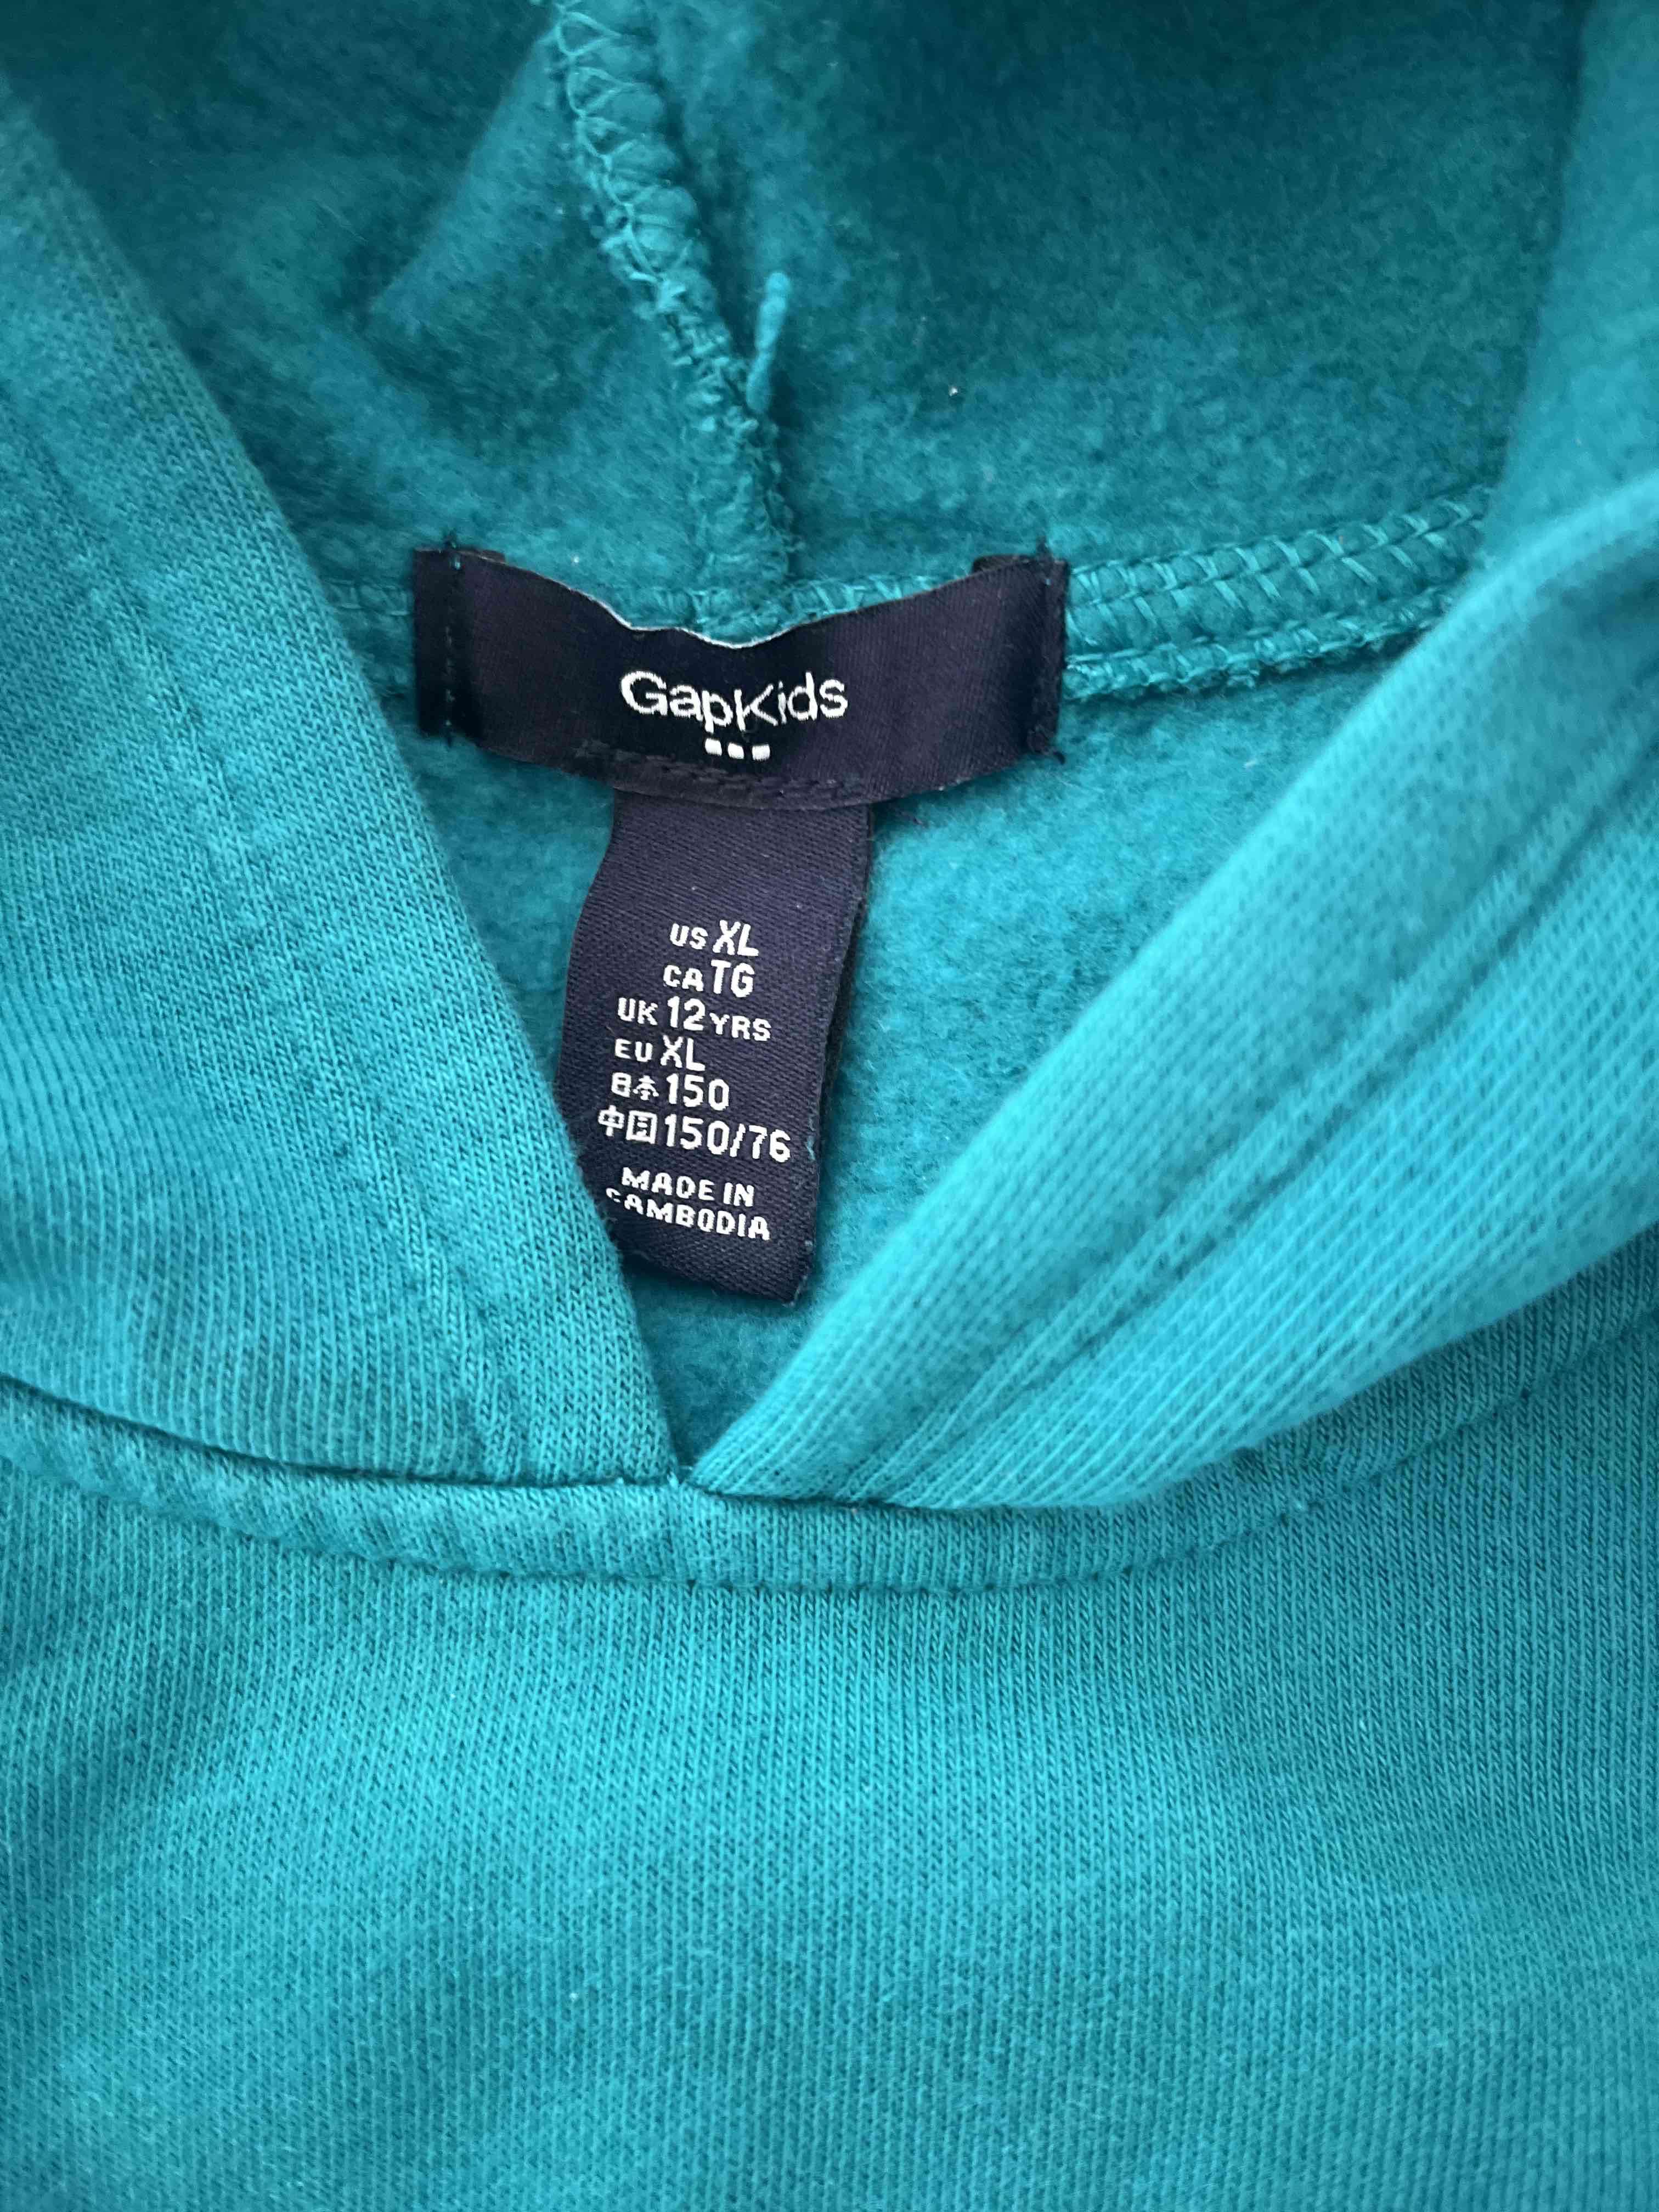 GapKids
US XL
CA TG
UK 12 YRS
EU XL
日本 150
中国 150/76
MADE IN
CAMBODIA